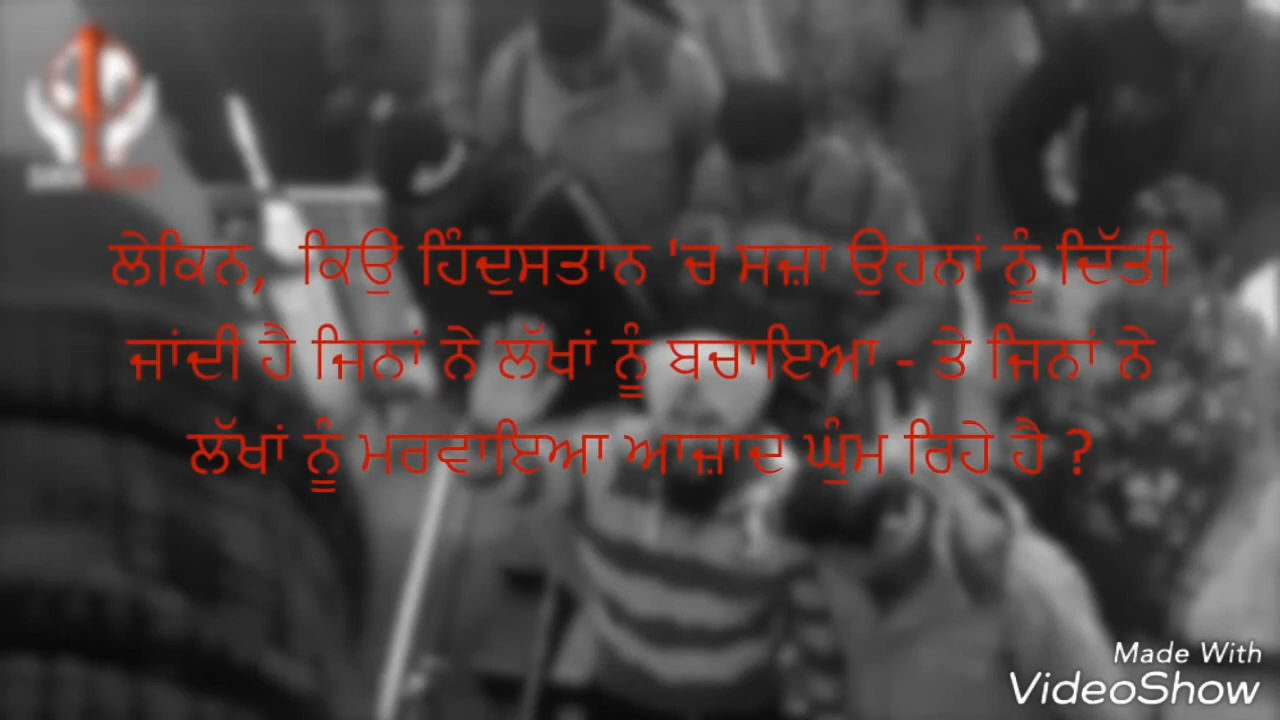 ਲੇਕਿਨ, ਕਿਉਂ ਹਿੰਦੁਸਤਾਨ 'ਚ ਸਜ਼ਾ ਉਹਨਾਂ ਨੂੰ ਦਿੱਤੀ
ਜਾਂਦੀ ਹੈ ਜਿਨਾਂ ਨੇ ਲੱਖਾਂ ਨੂੰ ਬਚਾਇਆ - ਤੇ ਜਿਨਾਂ ਨੇ
ਲੱਖਾਂ ਨੂੰ ਮਰਵਾਇਆ ਆਜ਼ਾਦ ਘੁੰਮ ਰਿਹੇ ਹੈ ?
Made With
VideoShow